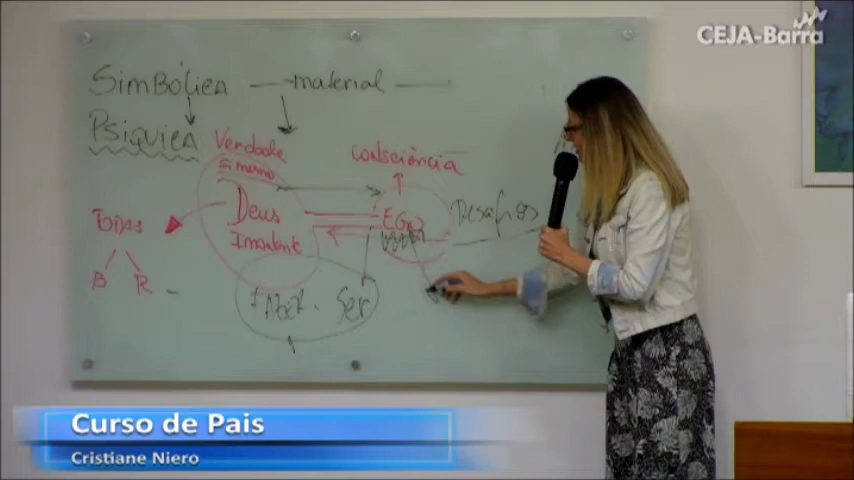 CEJA-Barra
Simbólica — material —
Psiquica
Verdade
Si mesmo
consciência
Deus
Imanente
EGO
Desafios
TODAS
B R
Ser
Curso de Pais
Cristiane Niero